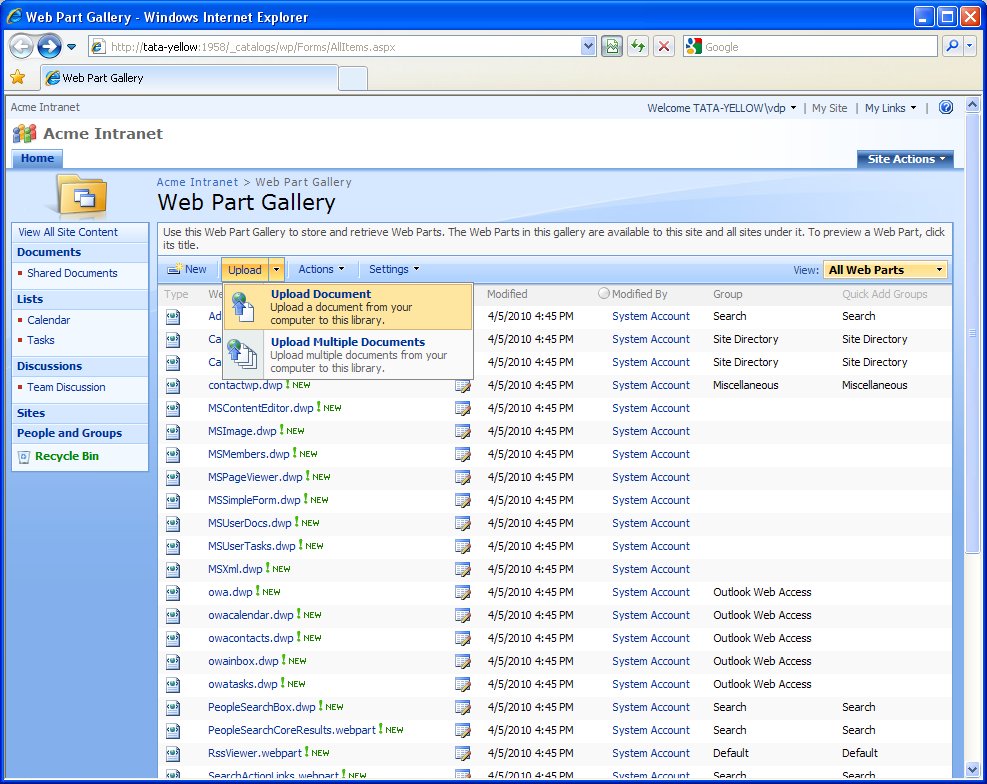 Web Part Gallery - Windows Internet Explorer
http://tata-yellow:1958/_catalogs/wp/Forms/AllItems.aspx
Google
Web Part Gallery
Acme Intranet
Welcome TATA-YELLOW\vdp | My Site | My Links |
Acme Intranet
Home
Site Actions
Acme Intranet > Web Part Gallery
Web Part Gallery
View All Site Content
Documents
Shared Documents
Lists
Calendar
Tasks
Discussions
Team Discussion
Sites
People and Groups
Recycle Bin
Use this Web Part Gallery to store and retrieve Web Parts. The Web Parts in this gallery are available to this site and all sites under it. To preview a Web Part, click
its title.
New Upload Actions Settings View: All Web Parts
Upload Document
Upload a document from your
computer to this library.
Upload Multiple Documents
Upload multiple documents from your
computer to this library.
Type Modified Modified By Group Quick Add Groups
4/5/2010 4:45 PM System Account Search Search
4/5/2010 4:45 PM System Account Site Directory Site Directory
4/5/2010 4:45 PM System Account Site Directory Site Directory
contactwp.dwp ! NEW 4/5/2010 4:45 PM System Account Miscellaneous Miscellaneous
MSContentEditor.dwp ! NEW 4/5/2010 4:45 PM System Account
MSImage.dwp ! NEW 4/5/2010 4:45 PM System Account
MSMembers.dwp ! NEW 4/5/2010 4:45 PM System Account
MSPageViewer.dwp ! NEW 4/5/2010 4:45 PM System Account
MSSimpleForm.dwp ! NEW 4/5/2010 4:45 PM System Account
MSUserDocs.dwp ! NEW 4/5/2010 4:45 PM System Account
MSUserTasks.dwp ! NEW 4/5/2010 4:45 PM System Account
MSXml.dwp ! NEW 4/5/2010 4:45 PM System Account
owa.dwp ! NEW 4/5/2010 4:45 PM System Account Outlook Web Access
owacalendar.dwp ! NEW 4/5/2010 4:45 PM System Account Outlook Web Access
owacontacts.dwp ! NEW 4/5/2010 4:45 PM System Account Outlook Web Access
owainbox.dwp ! NEW 4/5/2010 4:45 PM System Account Outlook Web Access
owatasks.dwp ! NEW 4/5/2010 4:45 PM System Account Outlook Web Access
PeopleSearchBox.dwp ! NEW 4/5/2010 4:45 PM System Account Search Search
PeopleSearchCoreResults.webpart ! NEW 4/5/2010 4:45 PM System Account Search Search
RssViewer.webpart ! NEW 4/5/2010 4:45 PM System Account Default Default
SearchActionLinks.webpart ! NEW 4/5/2010 4:45 PM System Account Search Search